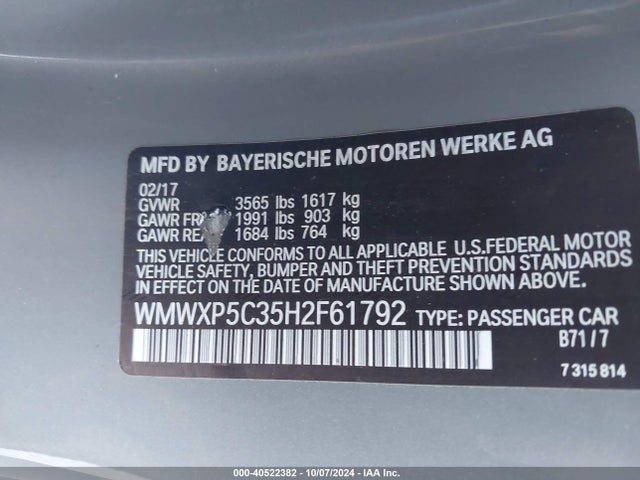 MFD BY BAYERISCHE MOTOREN WERKE AG
02/17
GVWR 3565 lbs 1617 kg
GAWR FR 1991 lbs 903 kg
GAWR REA 1684 lbs 764 kg
THIS VEHICLE CONFORMS TO ALL APPLICABLE U.S.FEDERAL MOTOR
VEHICLE SAFETY, BUMPER AND THEFT PREVENTION STANDARDS
IN EFFECT ON THE DATE OF MANUFACTURE SHOWN ABOVE.
WMWXP5C35H2F61792 TYPE: PASSENGER CAR
B71/7
7 315 814
000-40522382 - 10/07/2024 - IAA Inc.